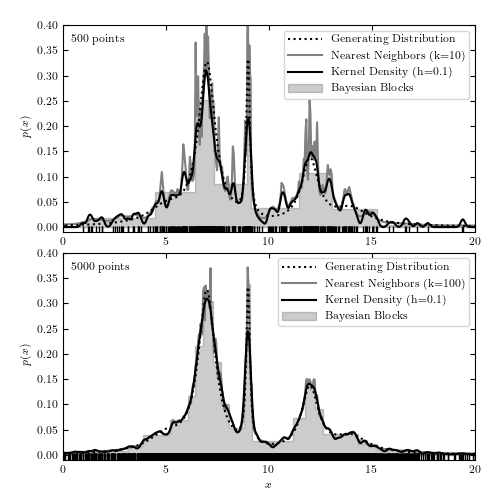 500 points
Generating Distribution
Nearest Neighbors (k=10)
Kernel Density (h=0.1)
Bayesian Blocks
p(x)
0.40
0.35
0.30
0.25
0.20
0.15
0.10
0.05
0.00
0 5 10 15 20
5000 points
Generating Distribution
Nearest Neighbors (k=100)
Kernel Density (h=0.1)
Bayesian Blocks
p(x)
0.40
0.35
0.30
0.25
0.20
0.15
0.10
0.05
0.00
0 5 10 15 20
x